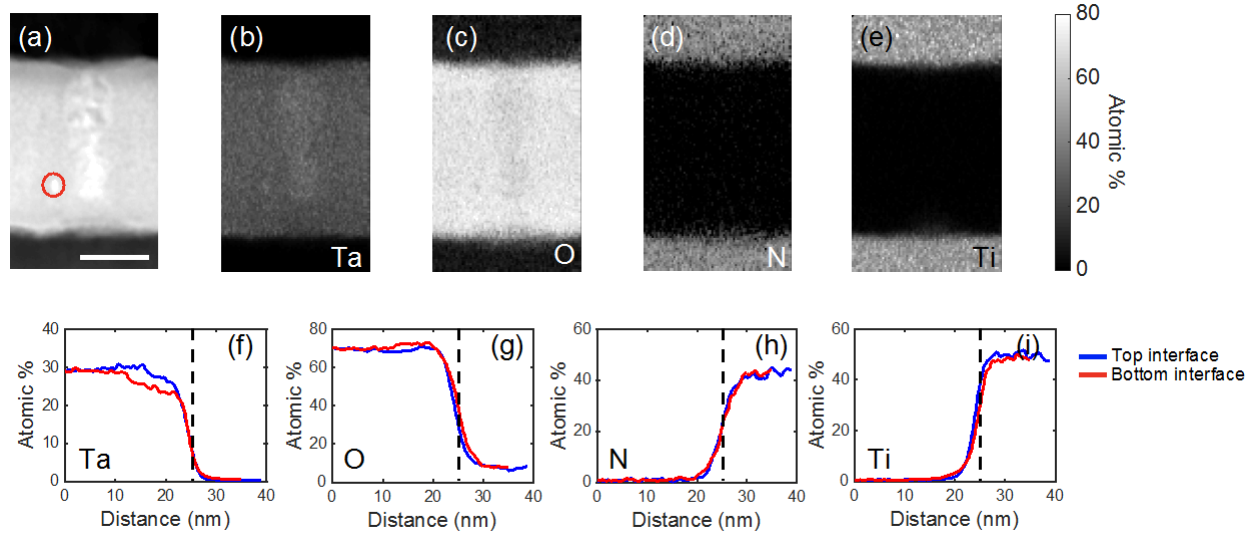 (a)
(b)
Ta
(c)
O
(d)
N
(e)
Ti
80
60
40
20
0
Atomic %
40
30
20
10
0
0 10 20 30 40
Atomic %
Distance (nm)
(f)
Ta
80
60
40
20
0
0 10 20 30 40
Atomic %
Distance (nm)
(g)
O
60
40
20
0
0 10 20 30 40
Atomic %
Distance (nm)
(h)
N
60
40
20
0
0 10 20 30 40
Atomic %
Distance (nm)
(i)
Ti
Top interface
Bottom interface